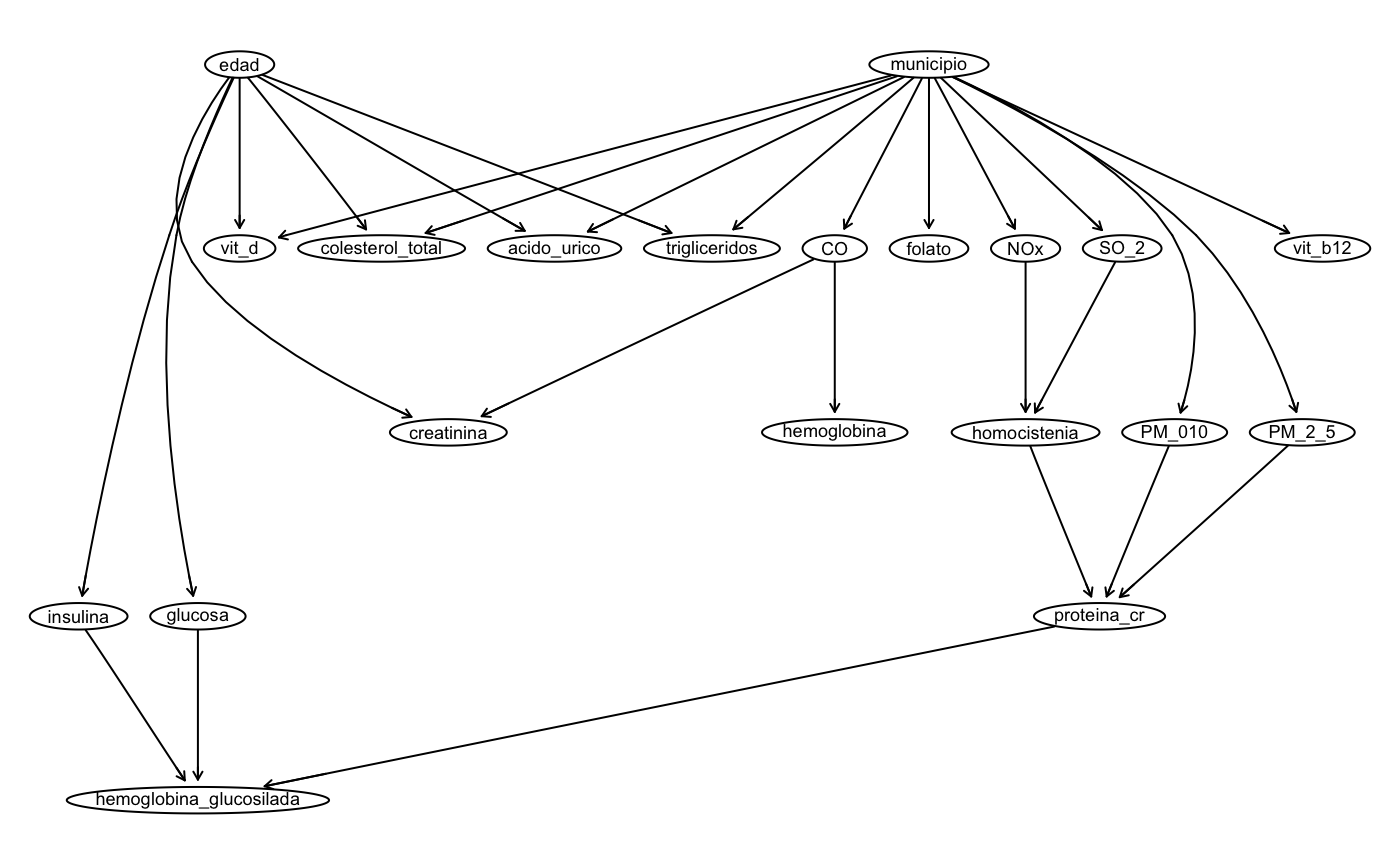 edad
municipio
vit_d
colesterol_total
acido_urico
trigliceridos
CO
folato
NOx
SO_2
vit_b12
creatinina
hemoglobina
homocistenia
PM_010
PM_2_5
insulina
glucosa
proteina_cr
hemoglobina_glucosilada